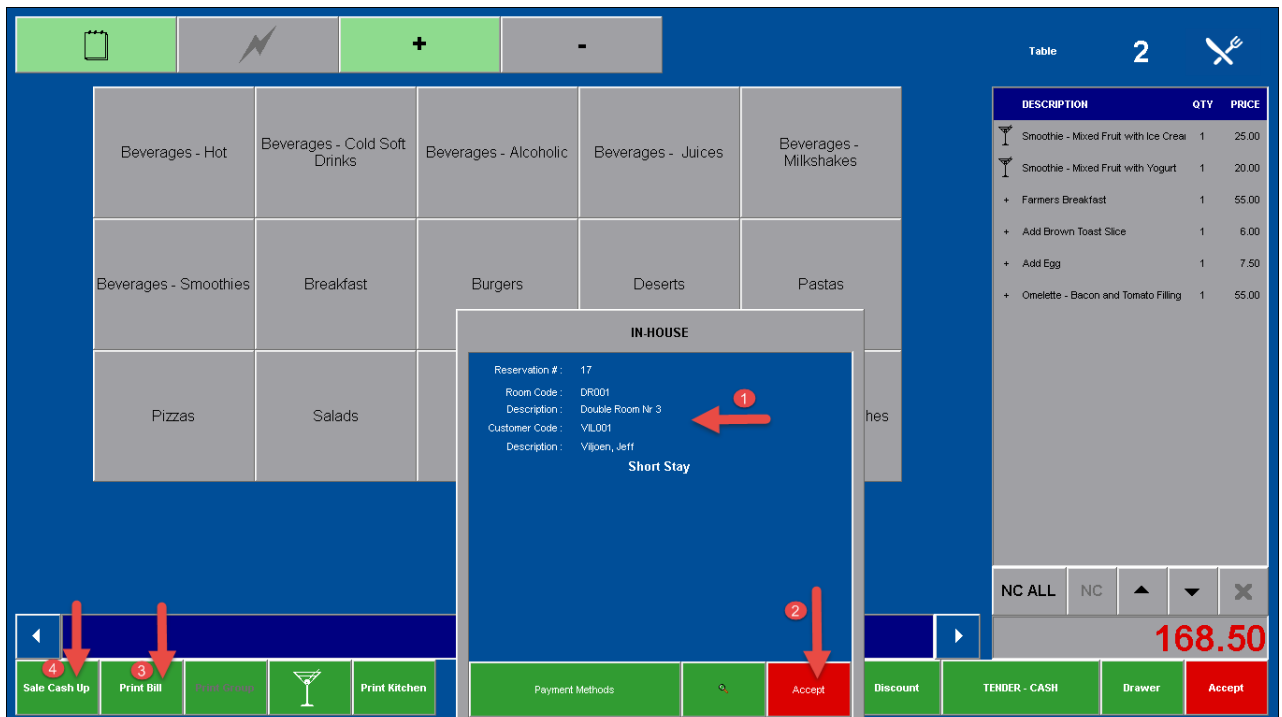 +
-
Table 2
DESCRIPTION QTY PRICE
Smoothie - Mixed Fruit with Ice Crea 1 25.00
Smoothie - Mixed Fruit with Yogurt 1 20.00
+ Farmers Breakfast 1 55.00
+ Add Brown Toast Slice 1 6.00
+ Add Egg 1 7.50
+ Omelette - Bacon and Tomato Filling 1 55.00
Beverages - Hot
Beverages - Cold Soft
Drinks
Beverages - Alcoholic
Beverages - Juices
Beverages -
Milkshakes
Beverages - Smoothies
Breakfast
Burgers
Deserts
Pastas
Pizzas
Salads
hes
IN-HOUSE
Reservation # : 17
Room Code : DR001
Description : Double Room Nr 3
Customer Code : VIL001
Description : Viljoen, Jeff
Short Stay
1
2
Payment Methods
Accept
NC ALL
NC
168.50
4
3
Sale Cash Up
Print Bill
Print Kitchen
Discount
TENDER - CASH
Drawer
Accept